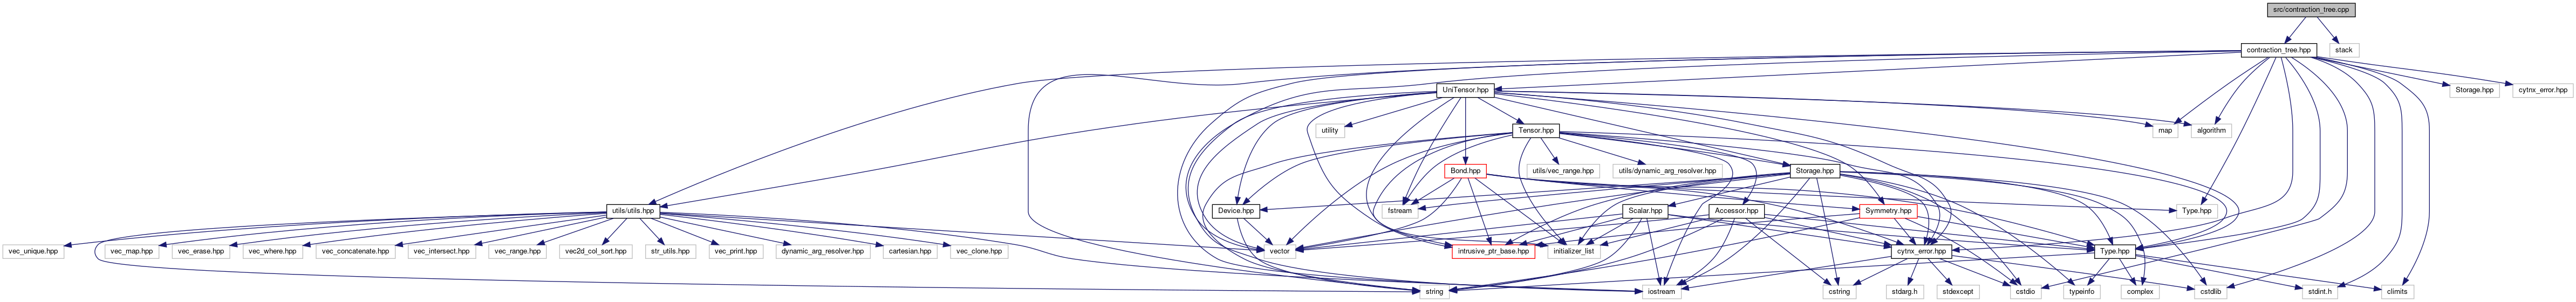 src/contraction_tree.cpp
contraction_tree.hpp
stack
UniTensor.hpp
Storage.hpp
cytnx_error.hpp
utility
Tensor.hpp
map
algorithm
Bond.hpp
utils/vec_range.hpp
utils/dynamic_arg_resolver.hpp
Storage.hpp
utils/utils.hpp
Device.hpp
fstream
Scalar.hpp
Accessor.hpp
Symmetry.hpp
Type.hpp
vec_unique.hpp
vec_map.hpp
vec_erase.hpp
vec_where.hpp
vec_concatenate.hpp
vec_intersect.hpp
vec_range.hpp
vec2d_col_sort.hpp
str_utils.hpp
vec_print.hpp
dynamic_arg_resolver.hpp
cartesian.hpp
vec_clone.hpp
vector
intrusive_ptr_base.hpp
initializer_list
cytnx_error.hpp
Type.hpp
string
iostream
cstring
stdarg.h
stdexcept
cstdio
typeinfo
complex
cstdlib
stdint.h
climits